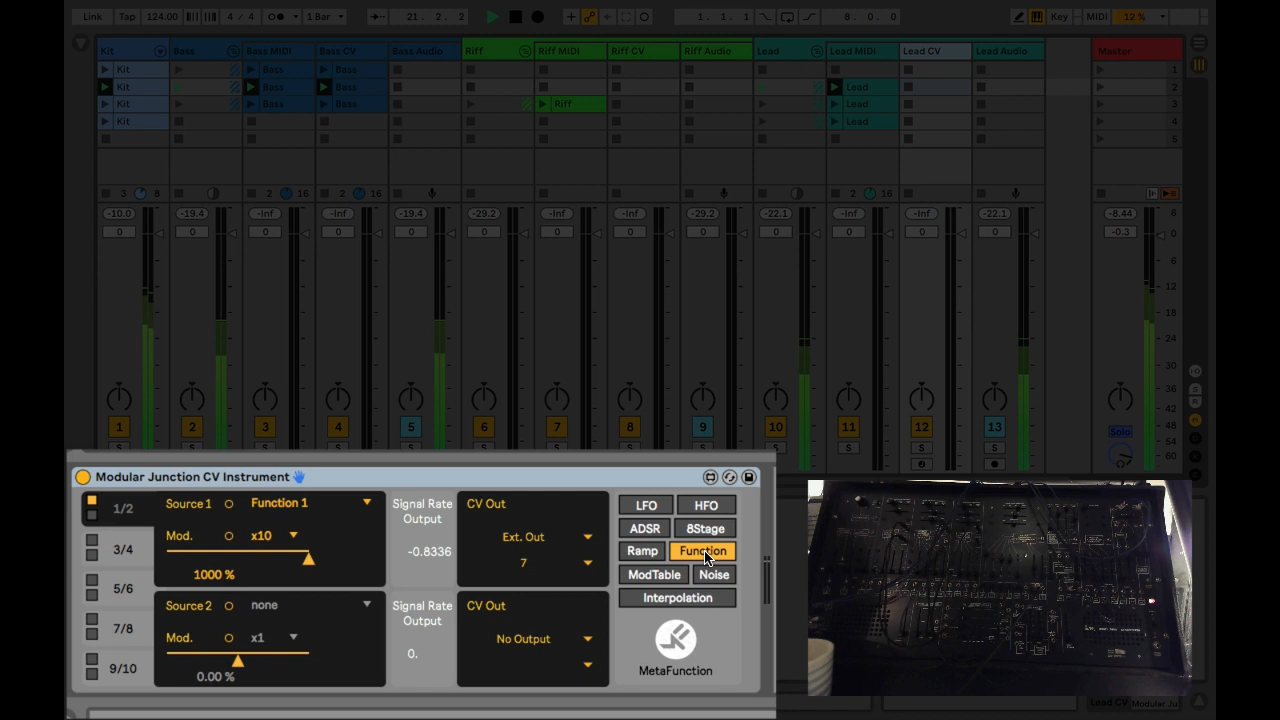 Link Tap 124.00 4 / 4 1 Bar 21. 2. 2 1. 1. 1 8. 0. 0 Key MIDI 12 %
Kit Bass Bass MIDI Bass CV Bass Audio Riff Riff MIDI Riff CV Riff Audio Lead Lead MIDI Lead CV Lead Audio Master
Kit Bass Bass 1
Kit Bass Bass Lead 2
Kit Bass Bass Riff Lead 3
Kit Lead 4
5
3 8 2 16 2 16 2 16
-10.0 -19.4 -Inf -Inf -19.4 -29.2 -Inf -Inf -29.2 -22.1 -Inf -Inf -22.1 -8.44 6
0 0 0 0 0 0 0 0 0 0 0 0 0 -0.3 0
6
12
18
24
30
36
42
1 2 3 4 5 6 7 8 9 10 11 12 13 Solo 48
54
S S S S S S S S S S S S S 60
Modular Junction CV Instrument
1/2
3/4
5/6
7/8
9/10
Source 1 Function 1
Mod. x10
1000 %
Signal Rate
Output
-0.8336
CV Out
Ext. Out
7
Source 2 none
Mod. x1
0.00 %
Signal Rate
Output
0.
CV Out
No Output
LFO HFO
ADSR 8Stage
Ramp Function
ModTable Noise
Interpolation
MetaFunction
Lead CV Modular Ju